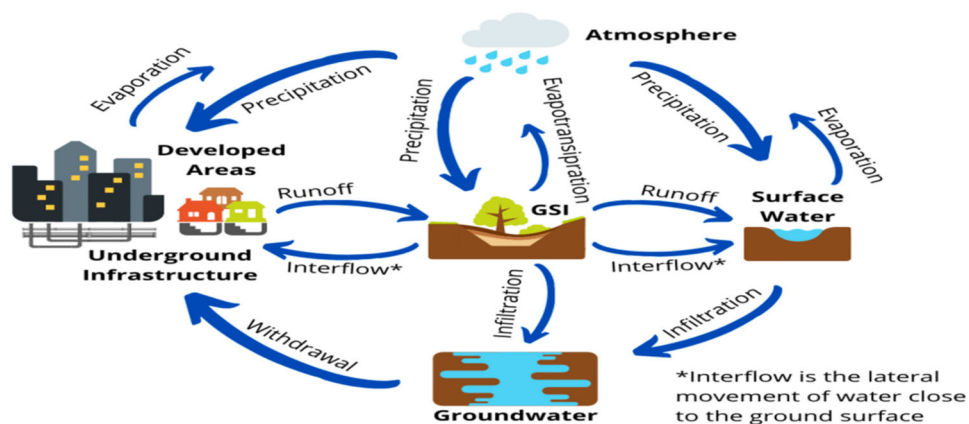 Atmosphere
Evaporation
Precipitation
Precipitation
Evapotransipration
Precipitation
Evaporation
Developed
Areas
Runoff
GSI
Runoff
Surface
Water
Underground
Infrastructure
Interflow*
Interflow*
Withdrawal
Infiltration
Infiltration
Groundwater
*Interflow is the lateral
movement of water close
to the ground surface